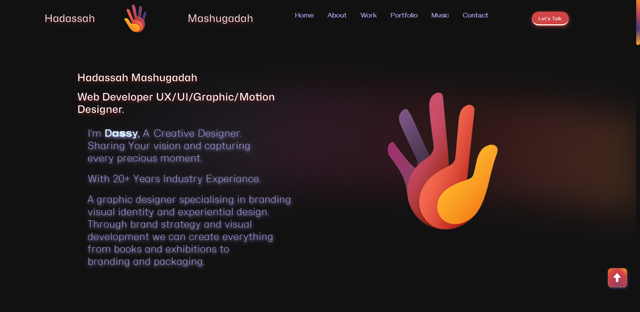 Hadassah
Mashugadah
Home About Work Portfolio Music Contact
Let's Talk
Hadassah Mashugadah
Web Developer UX/UI/Graphic/Motion
Designer.
I'm Dassy, A Creative Designer.
Sharing Your vision and capturing
every precious moment
With 20+ Years Industry Experiance.
A graphic designer specialising in branding
visual identity and experiential design.
Through brand strategy and visual
development we can create everything
from books and exhibitions to
branding and packaging.